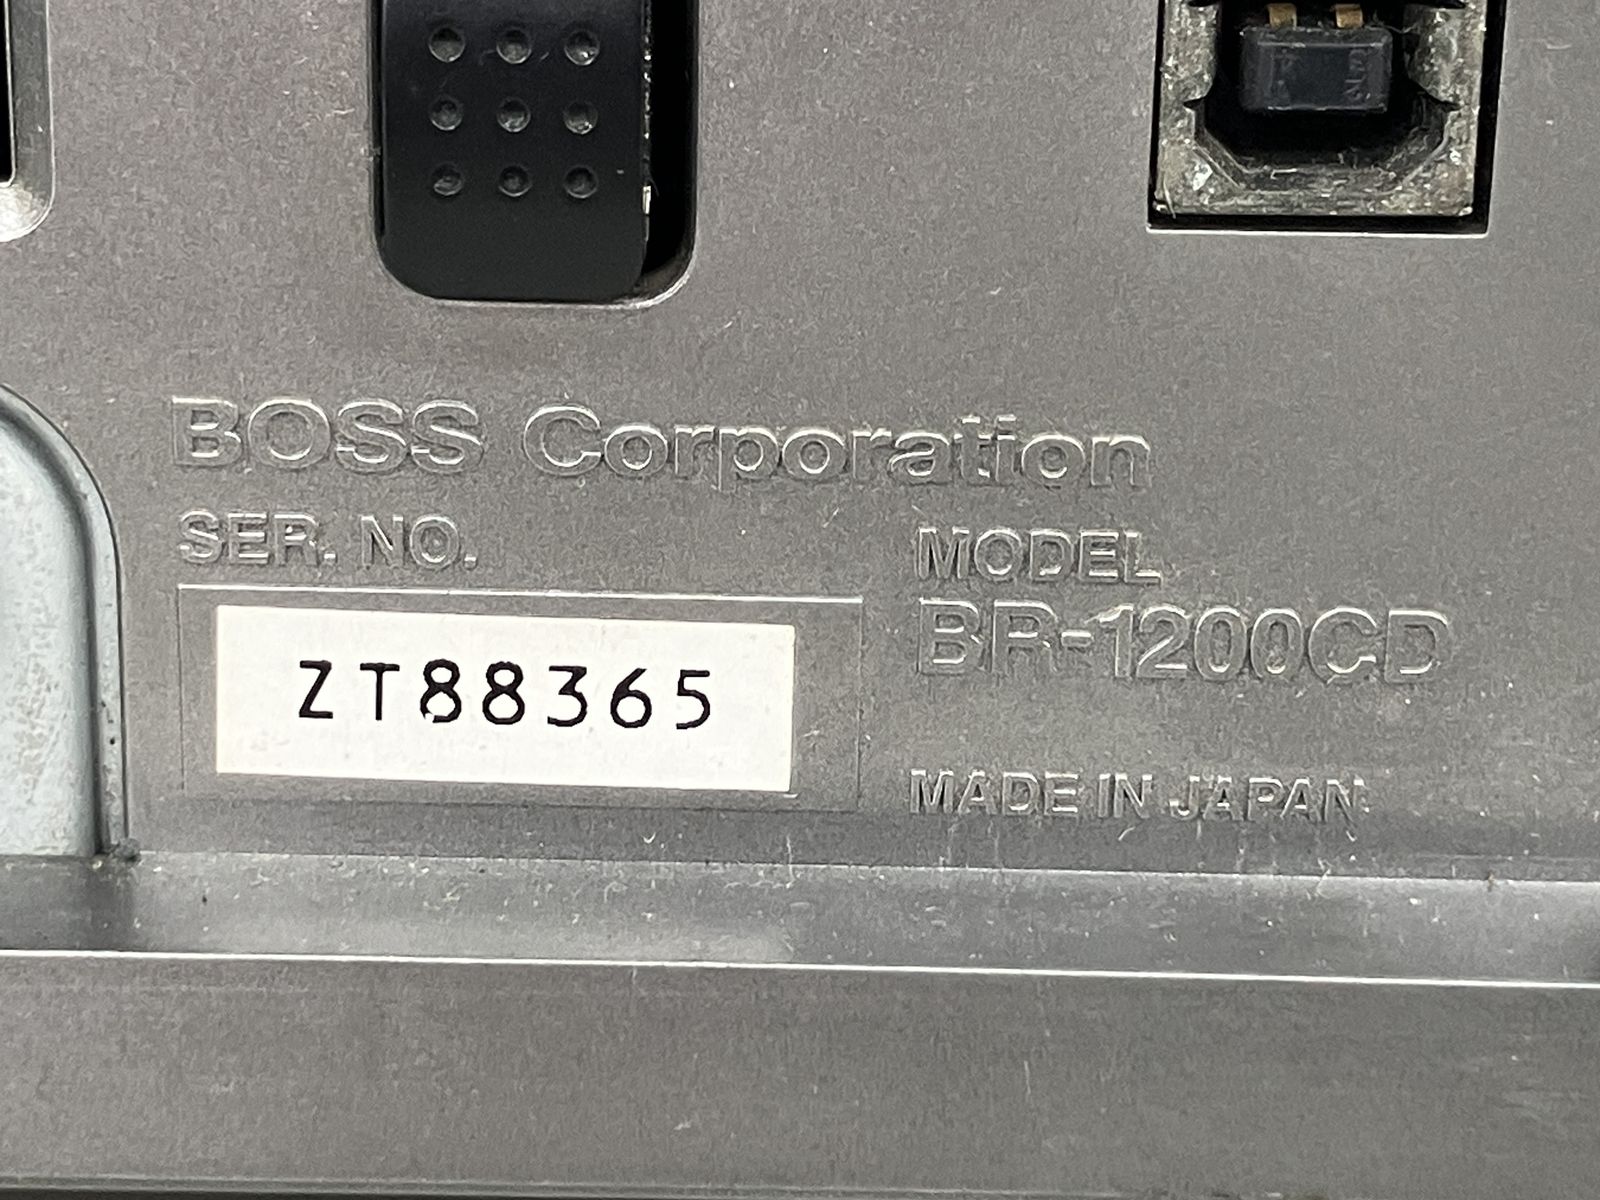 BOSS Corporation
SER. NO.
ZT88365
MODEL
BR-1200CD
MADE IN JAPAN